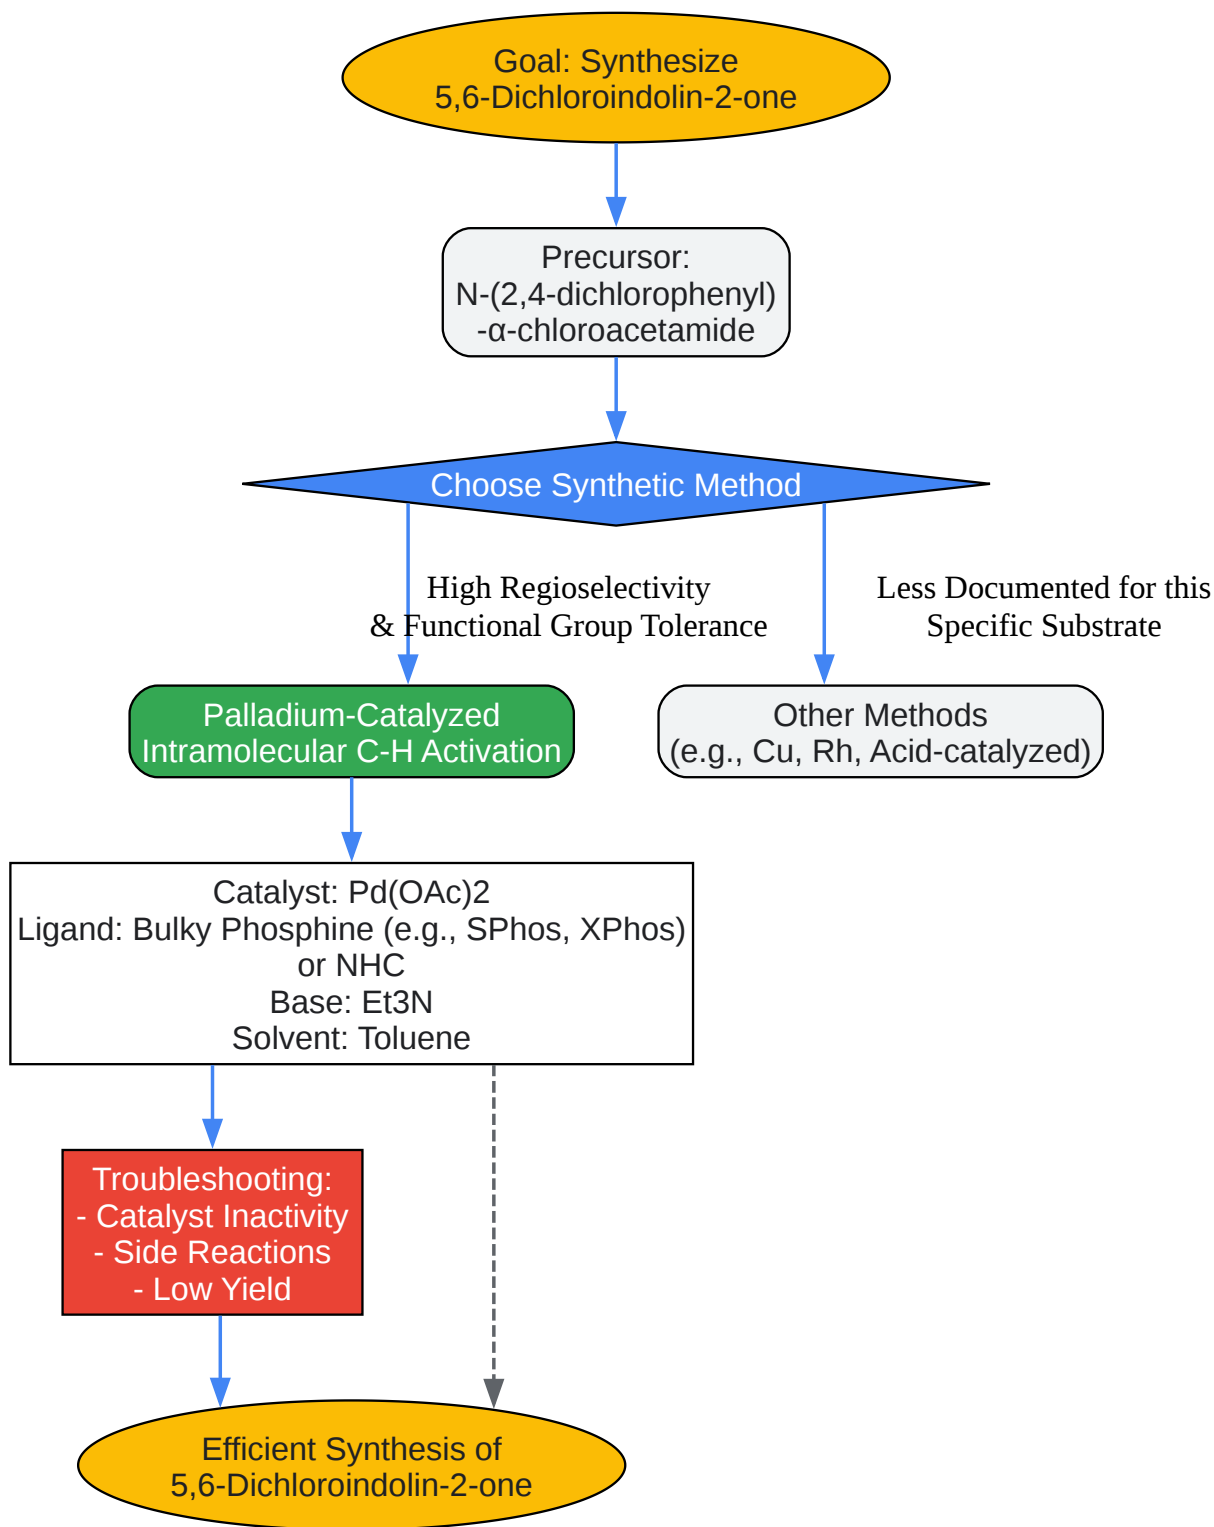 Goal: Synthesize
5,6-Dichloroindolin-2-one
Precursor:
N-(2,4-dichlorophenyl)
-α-chloroacetamide
Choose Synthetic Method
High Regioselectivity
& Functional Group Tolerance
Less Documented for this
Specific Substrate
Palladium-Catalyzed
Intramolecular C-H Activation
Other Methods
(e.g., Cu, Rh, Acid-catalyzed)
Catalyst: Pd(OAc)2
Ligand: Bulky Phosphine (e.g., SPhos, XPhos)
or NHC
Base: Et3N
Solvent: Toluene
Troubleshooting:
- Catalyst Inactivity
- Side Reactions
- Low Yield
Efficient Synthesis of
5,6-Dichloroindolin-2-one